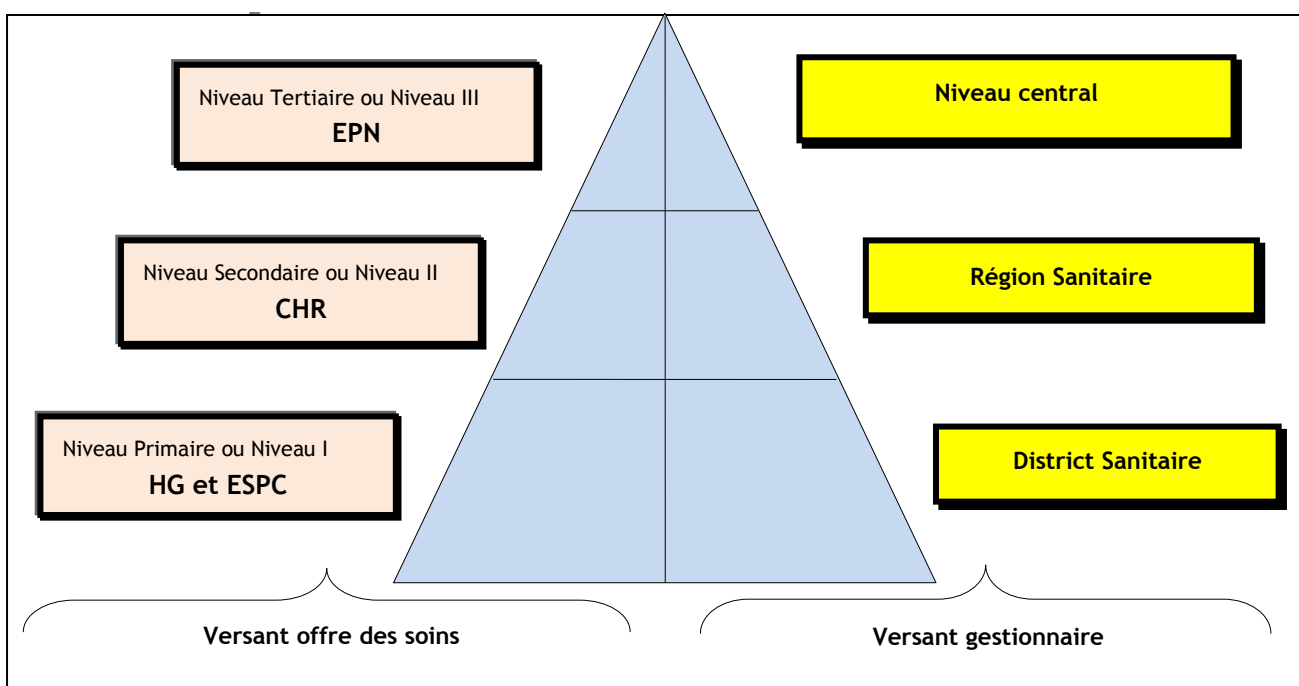 Niveau Tertiaire ou Niveau III
EPN
Niveau central
Niveau Secondaire ou Niveau II
CHR
Région Sanitaire
Niveau Primaire ou Niveau I
HG et ESPC
District Sanitaire
Versant offre des soins
Versant gestionnaire